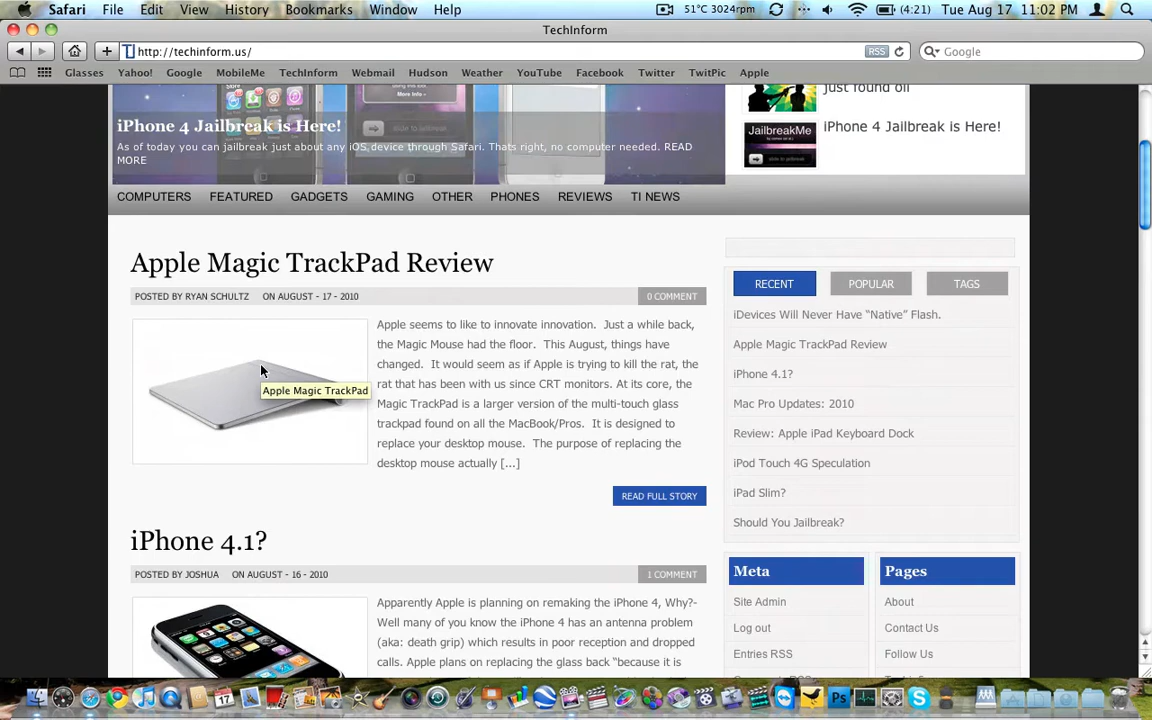 Safari File Edit View History Bookmarks Window Help 51°C 3024rpm (4:21) Tue Aug 17 11:02 PM
TechInform
http://techinform.us/ RSS Google
Glasses Yahoo! Google MobileMe TechInform Webmail Hudson Weather YouTube Facebook Twitter TwitPic Apple
Just found oil
iPhone 4 Jailbreak is Here!
As of today you can jailbreak just about any iOS device through Safari. Thats right, no computer needed. READ
MORE
JailbreakMe
iPhone 4 Jailbreak is Here!
COMPUTERS FEATURED GADGETS GAMING OTHER PHONES REVIEWS TI NEWS
Apple Magic TrackPad Review
POSTED BY RYAN SCHULTZ ON AUGUST - 17 - 2010 0 COMMENT
Apple seems to like to innovate innovation. Just a while back,
the Magic Mouse had the floor. This August, things have
changed. It would seem as if Apple is trying to kill the rat, the
rat that has been with us since CRT monitors. At its core, the
Magic TrackPad is a larger version of the multi-touch glass
trackpad found on all the MacBook/Pros. It is designed to
replace your desktop mouse. The purpose of replacing the
desktop mouse actually [...]
Apple Magic TrackPad
READ FULL STORY
iPhone 4.1?
POSTED BY JOSHUA ON AUGUST - 16 - 2010 1 COMMENT
Apparently Apple is planning on remaking the iPhone 4, Why?-
Well many of you know the iPhone 4 has an antenna problem
(aka: death grip) which results in poor reception and dropped
calls. Apple plans on replacing the glass back "because it is
RECENT POPULAR TAGS
iDevices Will Never Have "Native" Flash.
Apple Magic TrackPad Review
iPhone 4.1?
Mac Pro Updates: 2010
Review: Apple iPad Keyboard Dock
iPod Touch 4G Speculation
iPad Slim?
Should You Jailbreak?
Meta
Site Admin
Log out
Entries RSS
Pages
About
Contact Us
Follow Us